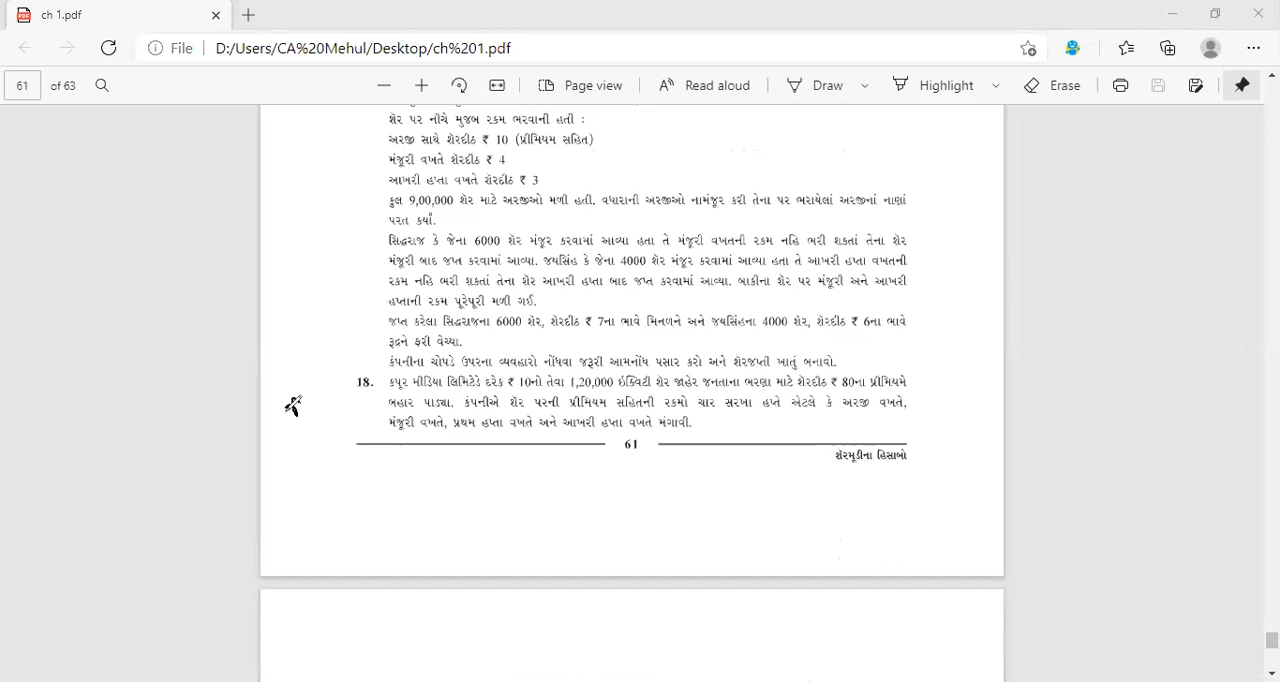 ch 1.pdf
File D:/Users/CA%20Mehul/Desktop/ch%201.pdf
61 of 63 Page view Read aloud Draw Highlight Erase
શૅર પર નીચે મુજબ રકમ ભરવાની હતી :
અરજી સાથે શૅરદીઠ ₹ 10 (પ્રીમિયમ સહિત)
મંજૂરી વખતે શૅરદીઠ ₹ 4
આખરી હપ્તા વખતે શૅરદીઠ ₹ 3
કુલ 9,00,000 શૅર માટે અરજીઓ મળી હતી. વધારાની અરજીઓ નામંજૂર કરી તેના પર ભરાયેલાં અરજીનાં નાણાં
પરત કર્યાં.
સિદ્ધરાજ કે જેના 6000 શૅર મંજૂર કરવામાં આવ્યા હતા તે મંજૂરી વખતની રકમ નહિ ભરી શકતાં તેના શૅર
મંજૂરી બાદ જપ્ત કરવામાં આવ્યા. જયસિંહ કે જેના 4000 શૅર મંજૂર કરવામાં આવ્યા હતા તે આખરી હપ્તા વખતની
રકમ નહિ ભરી શકતાં તેના શૅર આખરી હપ્તા બાદ જપ્ત કરવામાં આવ્યા. બાકીના શૅર પર મંજૂરી અને આખરી
હપ્તાની રકમ પૂરેપૂરી મળી ગઈ.
જપ્ત કરેલા સિદ્ધરાજના 6000 શૅર, શૅરદીઠ ₹ 7ના ભાવે મિનળને અને જયસિંહના 4000 શૅર, શૅરદીઠ ₹ 6ના ભાવે
રૂદ્રને ફરી વેચ્યા.
કંપનીના ચોપડે ઉપરના વ્યવહારો નોંધવા જરૂરી આમનોંધ પસાર કરો અને શૅરજપ્તી ખાતું બનાવો.
18. કપૂર મીડિયા લિમિટેડે દરેક ₹ 10નો તેવા 1,20,000 ઇક્વિટી શૅર જાહેર જનતાના ભરણા માટે શૅરદીઠ ₹ 80ના પ્રીમિયમે
બહાર પાડ્યા. કંપનીએ શૅર પરની પ્રીમિયમ સહિતની રકમો ચાર સરખા હપ્તે એટલે કે અરજી વખતે,
મંજૂરી વખતે, પ્રથમ હપ્તા વખતે અને આખરી હપ્તા વખતે મંગાવી.
61
શૅરમૂડીના હિસાબો